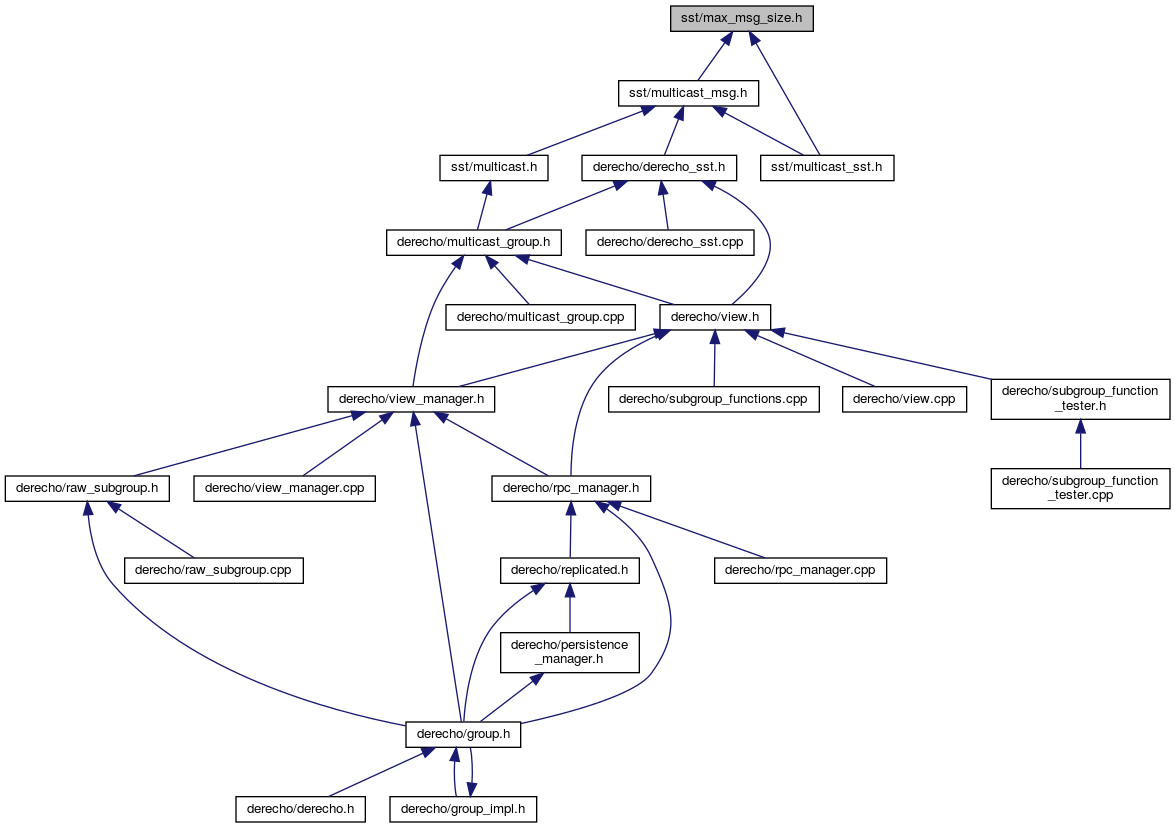 sst/max_msg_size.h
sst/multicast_msg.h
sst/multicast.h
derecho/derecho_sst.h
sst/multicast_sst.h
derecho/multicast_group.h
derecho/derecho_sst.cpp
derecho/multicast_group.cpp
derecho/view.h
derecho/view_manager.h
derecho/subgroup_functions.cpp
derecho/view.cpp
derecho/subgroup_function
_tester.h
derecho/raw_subgroup.h
derecho/view_manager.cpp
derecho/rpc_manager.h
derecho/subgroup_function
_tester.cpp
derecho/raw_subgroup.cpp
derecho/replicated.h
derecho/rpc_manager.cpp
derecho/persistence
_manager.h
derecho/group.h
derecho/derecho.h
derecho/group_impl.h